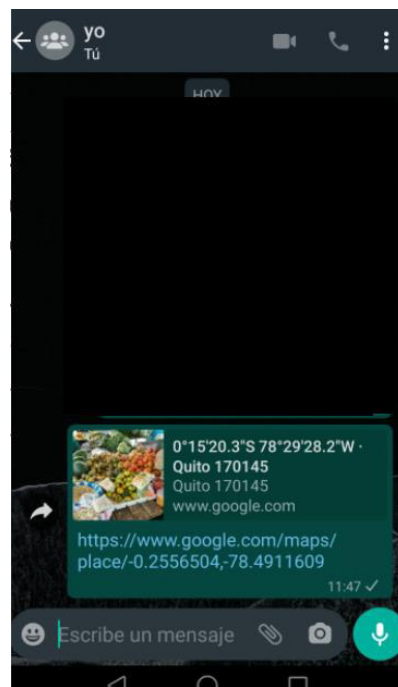 yo
Tú
HOY
0°15'20.3"S 78°29'28.2"W ·
Quito 170145
Quito 170145
www.google.com
https://www.google.com/maps/
place/-0.2556504,-78.4911609
11:47
Escribe un mensaje